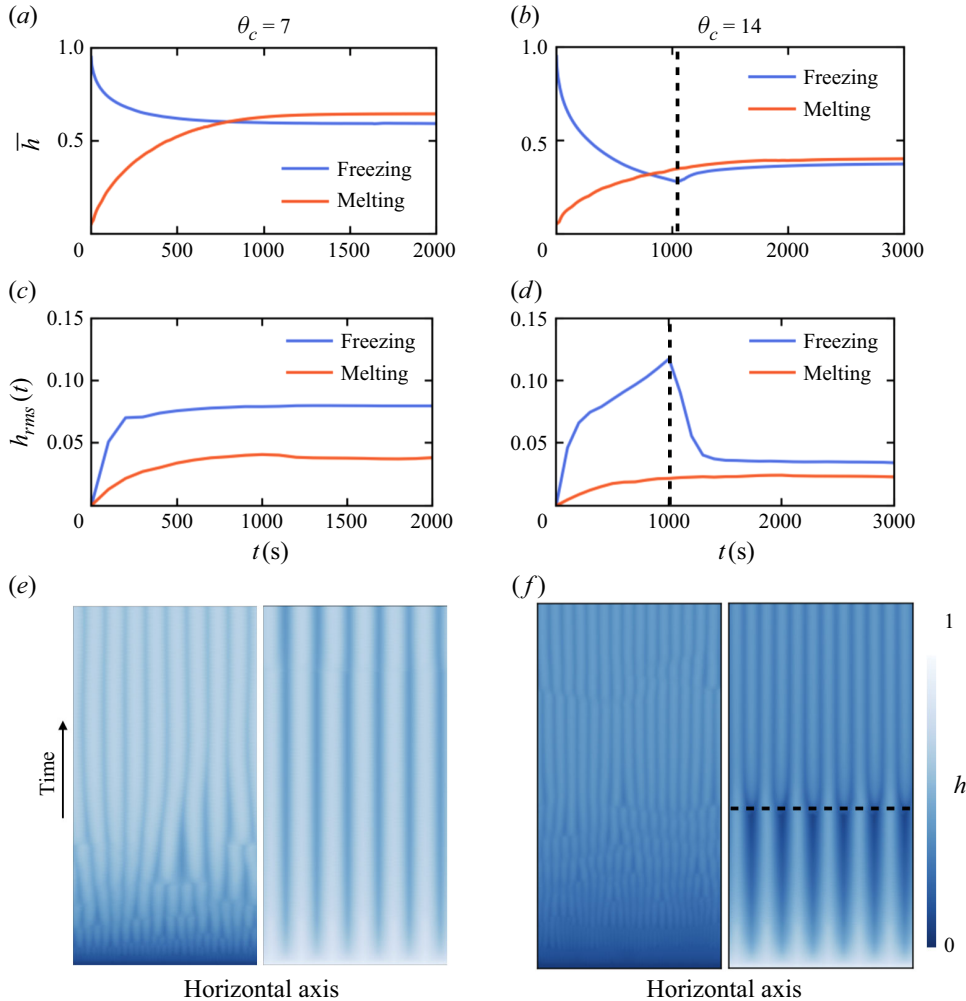 (a) θc = 7
(b) θc = 14
1.0
0.5
h̅
Freezing
Melting
0 500 1000 1500 2000
1.0
0.5
Freezing
Melting
0 1000 2000 3000
(c)
0.15
0.10
0.05
hrms (t)
Freezing
Melting
0 500 1000 1500 2000
t (s)
(d)
0.15
0.10
0.05
Freezing
Melting
0 1000 2000 3000
t (s)
(e)
Time
Horizontal axis
(f)
1
h
0
Horizontal axis